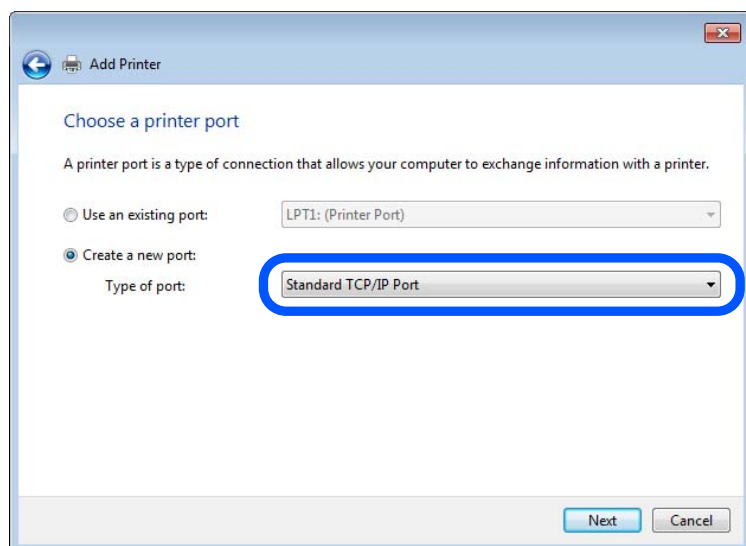 Add Printer
Choose a printer port
A printer port is a type of connection that allows your computer to exchange information with a printer.
Use an existing port: LPT1: (Printer Port)
Create a new port:
Type of port: Standard TCP/IP Port
Next Cancel